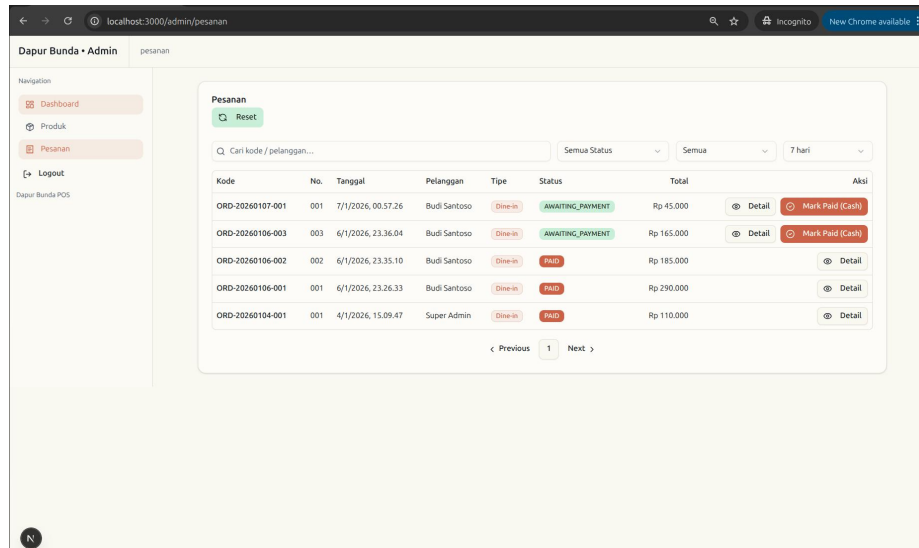 localhost:3000/admin/pesanan
Incognito
New Chrome available
Dapur Bunda • Admin
pesanan
Navigation
Dashboard
Produk
Pesanan
Logout
Dapur Bunda POS
Pesanan
Reset
Cari kode / pelanggan...
Semua Status
Semua
7 hari
Kode No. Tanggal Pelanggan Tipe Status Total Aksi
ORD-20260107-001 001 7/1/2026, 00.57.26 Budi Santoso Dine-in AWAITING_PAYMENT Rp 45.000 Detail Mark Paid (Cash)
ORD-20260106-003 003 6/1/2026, 23.36.04 Budi Santoso Dine-in AWAITING_PAYMENT Rp 165.000 Detail Mark Paid (Cash)
ORD-20260106-002 002 6/1/2026, 23.35.10 Budi Santoso Dine-in PAID Rp 185.000 Detail
ORD-20260106-001 001 6/1/2026, 23.26.33 Budi Santoso Dine-in PAID Rp 290.000 Detail
ORD-20260104-001 001 4/1/2026, 15.09.47 Super Admin Dine-in PAID Rp 110.000 Detail
Previous 1 Next
N